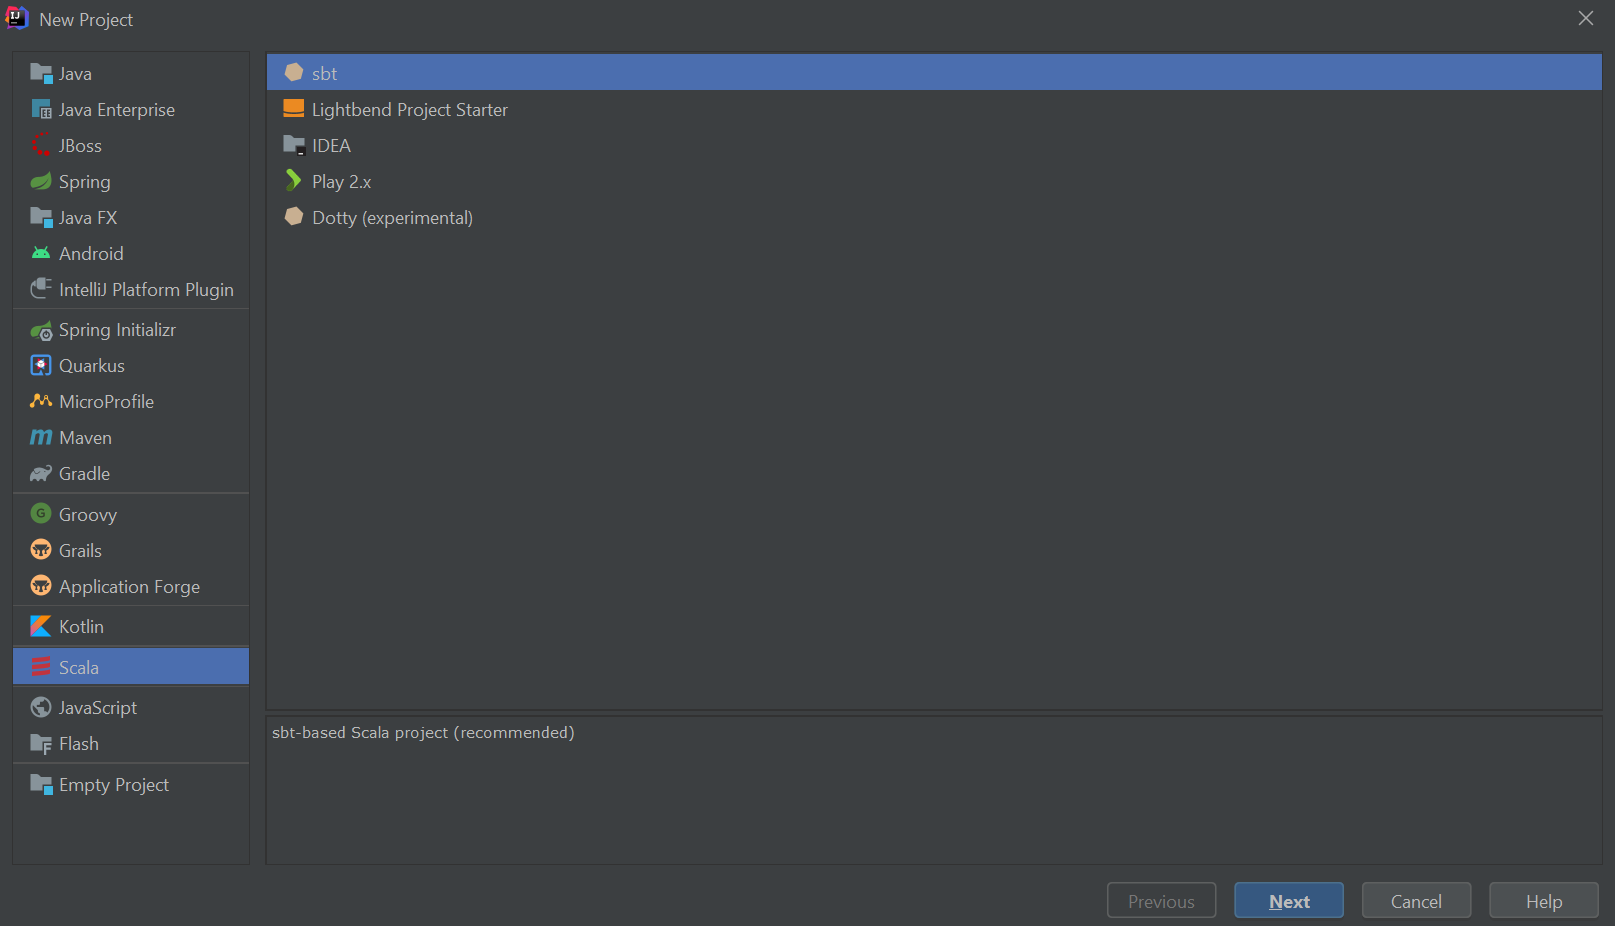 New Project
Java
Java Enterprise
JBoss
Spring
Java FX
Android
IntelliJ Platform Plugin
Spring Initializr
Quarkus
MicroProfile
Maven
Gradle
Groovy
Grails
Application Forge
Kotlin
Scala
JavaScript
Flash
Empty Project
sbt
Lightbend Project Starter
IDEA
Play 2.x
Dotty (experimental)
sbt-based Scala project (recommended)
Previous
Next
Cancel
Help